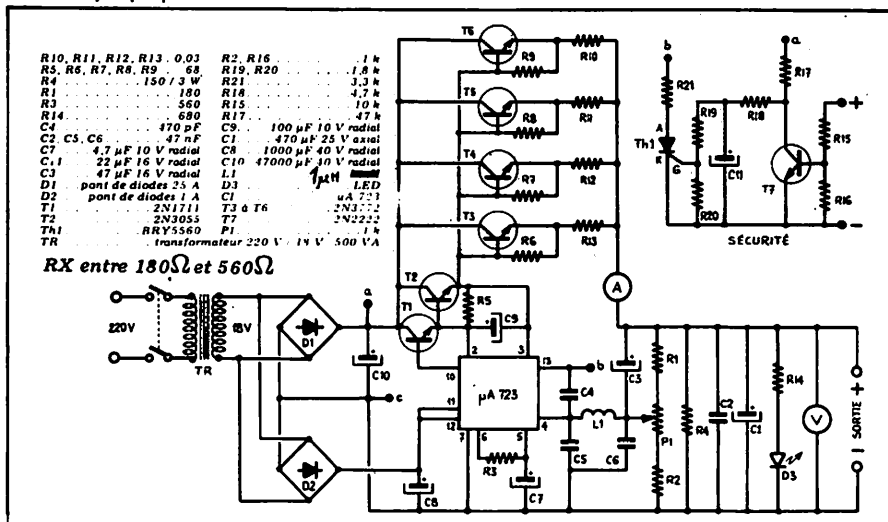 R10, R11, R12, R13 . 0,03
R5, R6, R7, R8, R9 . 68
R4 . . . 150 / 3 W
R1 . . . 180
R3 . . . 560
R14 . . . 680
C4 . . . 470 pF
C2, C5, C6 . . . 47 nF
C7 . . . 4,7 µF 10 V radial
22 µF 16 V radial
C3 . . . 47 µF 16 V radial
D1 . . . pont de diodes 25 A
D2 . . . pont de diodes 1 A
T1 . . . 2N1711
T2 . . . 2N3055
Th1 . . . BRY5560
TR . . . transformateur 220 V - 18 V 500 VA
R2, R16 . . . 1 k
R19, R20 . . . 1,8 k
R21 . . . 3,3 k
R18 . . . 4,7 k
R15 . . . 10 k
R17 . . . 47 k
C9 . . . 100 µF 10 V radial
C1 . . . 470 µF 25 V axial
C8 . . . 1000 µF 40 V radial
C10 . 47000 µF 40 V radial
L1 . . . 1µH
D3 . . . LED
C1 . . . µA 723
T3 à T6 . . . 2N3772
T7 . . . 2N2222
P1 . . . 1 k
RX entre 180Ω et 560Ω
T6
R9
R10
T5
R8
R11
T4
R7
R12
T3
R6
R13
b
a
R21
R17
R19
R18
R15
A
Th1
K
G
C11
T7
R20
R16
+
-
SÉCURITÉ
A
220V
TR
18V
D1
a
C10
c
D2
C8
T1
T2
R5
C9
2
3
10
13
µA 723
11
12
4
7
6
5
R3
C7
b
C4
C3
L1
C5
C6
R1
P1
R2
R4
C2
C1
R14
D3
V
- SORTIE +